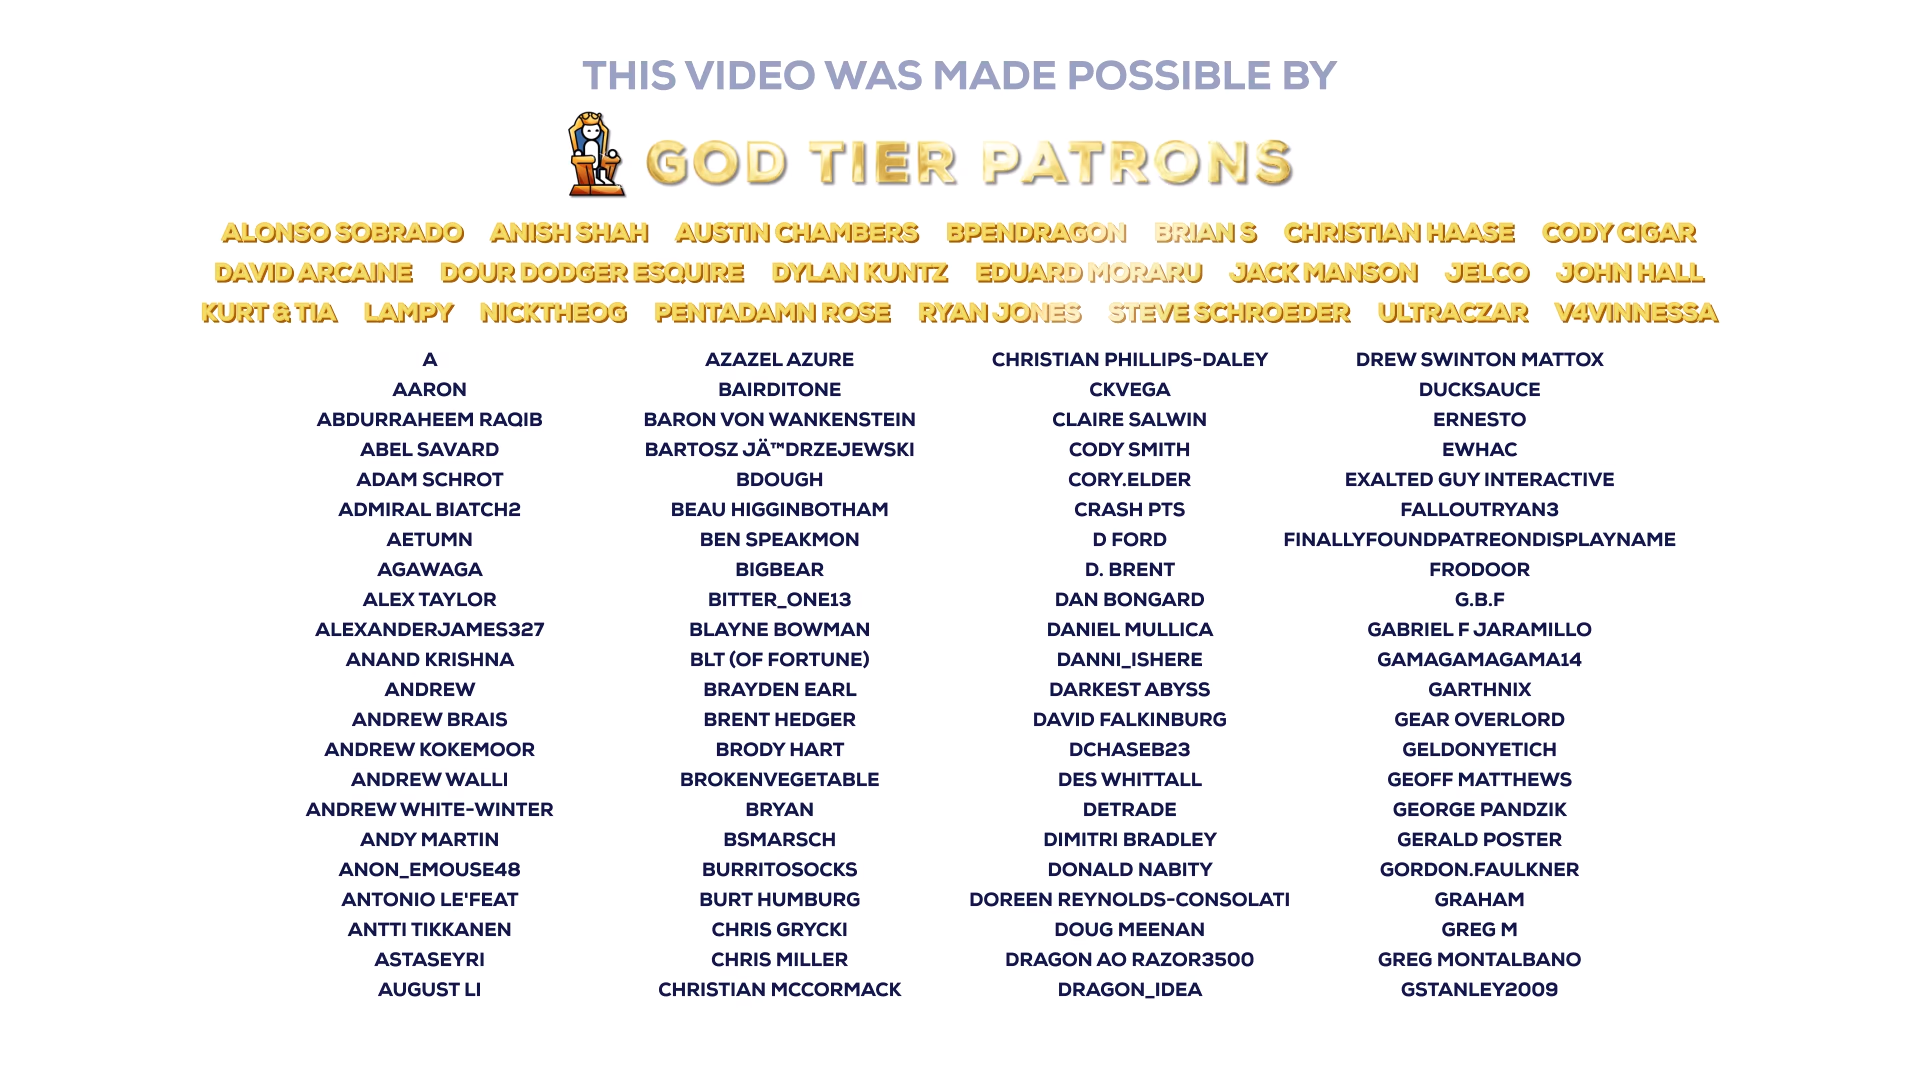 THIS VIDEO WAS MADE POSSIBLE BY
GOD TIER PATRONS
ALONSO SOBRADO ANISH SHAH AUSTIN CHAMBERS BPENDRAGON BRIAN S CHRISTIAN HAASE CODY CIGAR
DAVID ARCAINE DOUR DODGER ESQUIRE DYLAN KUNTZ EDUARD MORARU JACK MANSON JELCO JOHN HALL
KURT & TIA LAMPY NICKTHEOG PENTADAMN ROSE RYAN JONES STEVE SCHROEDER ULTRACZAR V4VINNESSA
A
AARON
ABDURRAHEEM RAQIB
ABEL SAVARD
ADAM SCHROT
ADMIRAL BIATCH2
AETUMN
AGAWAGA
ALEX TAYLOR
ALEXANDERJAMES327
ANAND KRISHNA
ANDREW
ANDREW BRAIS
ANDREW KOKEMOOR
ANDREW WALLI
ANDREW WHITE-WINTER
ANDY MARTIN
ANON_EMOUSE48
ANTONIO LE'FEAT
ANTTI TIKKANEN
ASTASEYRI
AUGUST LI
AZAZEL AZURE
BAIRDITONE
BARON VON WANKENSTEIN
BARTOSZ JÄ™DRZEJEWSKI
BDOUGH
BEAU HIGGINBOTHAM
BEN SPEAKMON
BIGBEAR
BITTER_ONE13
BLAYNE BOWMAN
BLT (OF FORTUNE)
BRAYDEN EARL
BRENT HEDGER
BRODY HART
BROKENVEGETABLE
BRYAN
BSMARSCH
BURRITOSOCKS
BURT HUMBURG
CHRIS GRYCKI
CHRIS MILLER
CHRISTIAN MCCORMACK
CHRISTIAN PHILLIPS-DALEY
CKVEGA
CLAIRE SALWIN
CODY SMITH
CORY.ELDER
CRASH PTS
D FORD
D. BRENT
DAN BONGARD
DANIEL MULLICA
DANNI_ISHERE
DARKEST ABYSS
DAVID FALKINBURG
DCHASEB23
DES WHITTALL
DETRADE
DIMITRI BRADLEY
DONALD NABITY
DOREEN REYNOLDS-CONSOLATI
DOUG MEENAN
DRAGON AO RAZOR3500
DRAGON_IDEA
DREW SWINTON MATTOX
DUCKSAUCE
ERNESTO
EWHAC
EXALTED GUY INTERACTIVE
FALLOUTRYAN3
FINALLYFOUNDPATREONDISPLAYNAME
FRODOOR
G.B.F
GABRIEL F JARAMILLO
GAMAGAMAGAMA14
GARTHNIX
GEAR OVERLORD
GELDONYETICH
GEOFF MATTHEWS
GEORGE PANDZIK
GERALD POSTER
GORDON.FAULKNER
GRAHAM
GREG M
GREG MONTALBANO
GSTANLEY2009